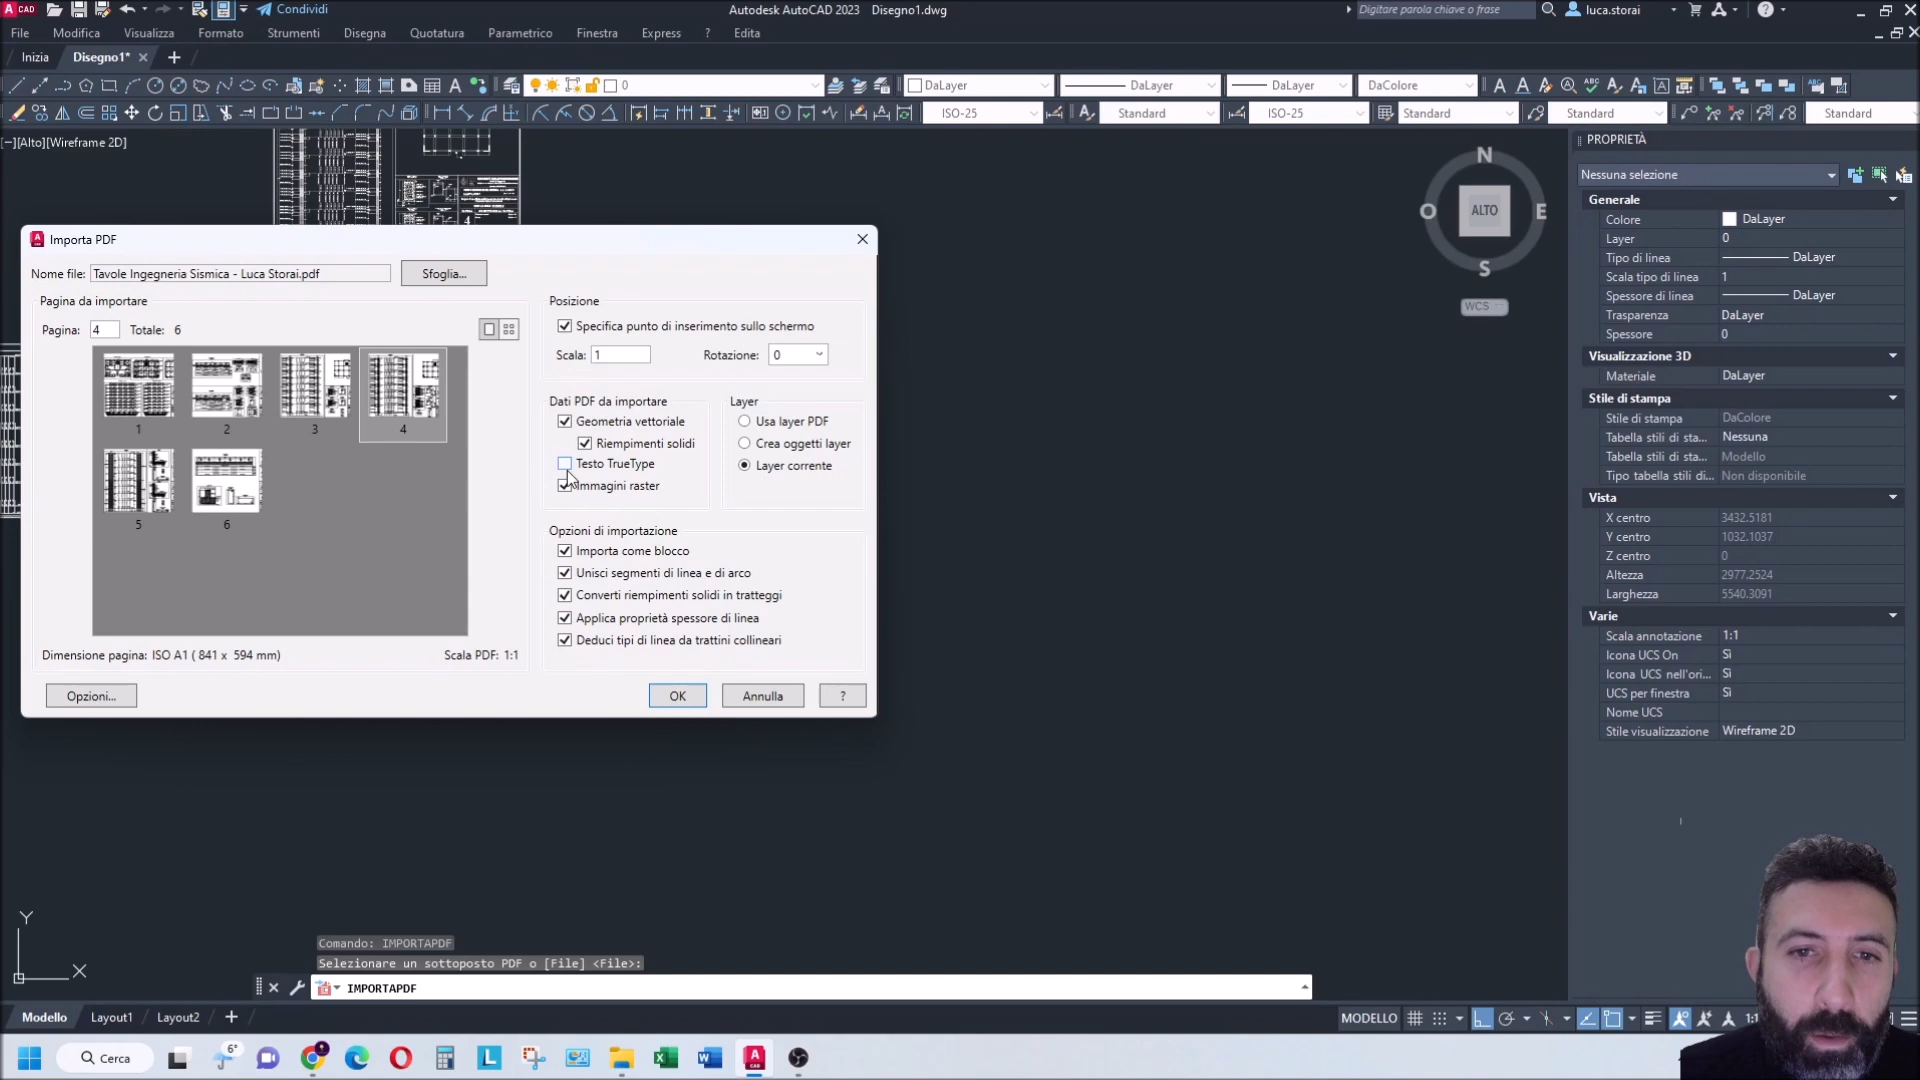 CAD
Condividi
Autodesk AutoCAD 2023 Disegno1.dwg
Digitare parola chiave o frase
luca.storai
File Modifica Visualizza Formato Strumenti Disegna Quotatura Parametrico Finestra Express ? Edita
Inizia Disegno1*
0 DaLayer DaLayer DaLayer DaColore
ISO-25 Standard ISO-25 Standard Standard Standard
[−][Alto][Wireframe 2D]
N
O ALTO E
S
WCS
PROPRIETÀ
Nessuna selezione
Generale
Colore DaLayer
Layer 0
Tipo di linea DaLayer
Scala tipo di linea 1
Spessore di linea DaLayer
Trasparenza DaLayer
Spessore 0
Visualizzazione 3D
Materiale DaLayer
Stile di stampa
Stile di stampa DaColore
Tabella stili di sta... Nessuna
Tabella stili di sta... Modello
Tipo tabella stili di... Non disponibile
Vista
X centro 3432.5181
Y centro 1032.1037
Z centro 0
Altezza 2977.2524
Larghezza 5540.3091
Varie
Scala annotazione 1:1
Icona UCS On Sì
Icona UCS nell'ori... Sì
UCS per finestra Sì
Nome UCS
Stile visualizzazione Wireframe 2D
Importa PDF
Nome file: Tavole Ingegneria Sismica - Luca Storai.pdf Sfoglia...
Pagina da importare
Pagina: 4 Totale: 6
1 2 3 4
5 6
Dimensione pagina: ISO A1 ( 841 x 594 mm) Scala PDF: 1:1
Posizione
Specifica punto di inserimento sullo schermo
Scala: 1 Rotazione: 0
Dati PDF da importare
Geometria vettoriale
Riempimenti solidi
Testo TrueType
Immagini raster
Layer
Usa layer PDF
Crea oggetti layer
Layer corrente
Opzioni di importazione
Importa come blocco
Unisci segmenti di linea e di arco
Converti riempimenti solidi in tratteggi
Applica proprietà spessore di linea
Deduci tipi di linea da trattini collineari
Opzioni... OK Annulla ?
4
Y
X
Comando: IMPORTAPDF
Selezionare un sottoposto PDF o [File] <File>:
IMPORTAPDF
Modello Layout1 Layout2
MODELLO
6°
Cerca